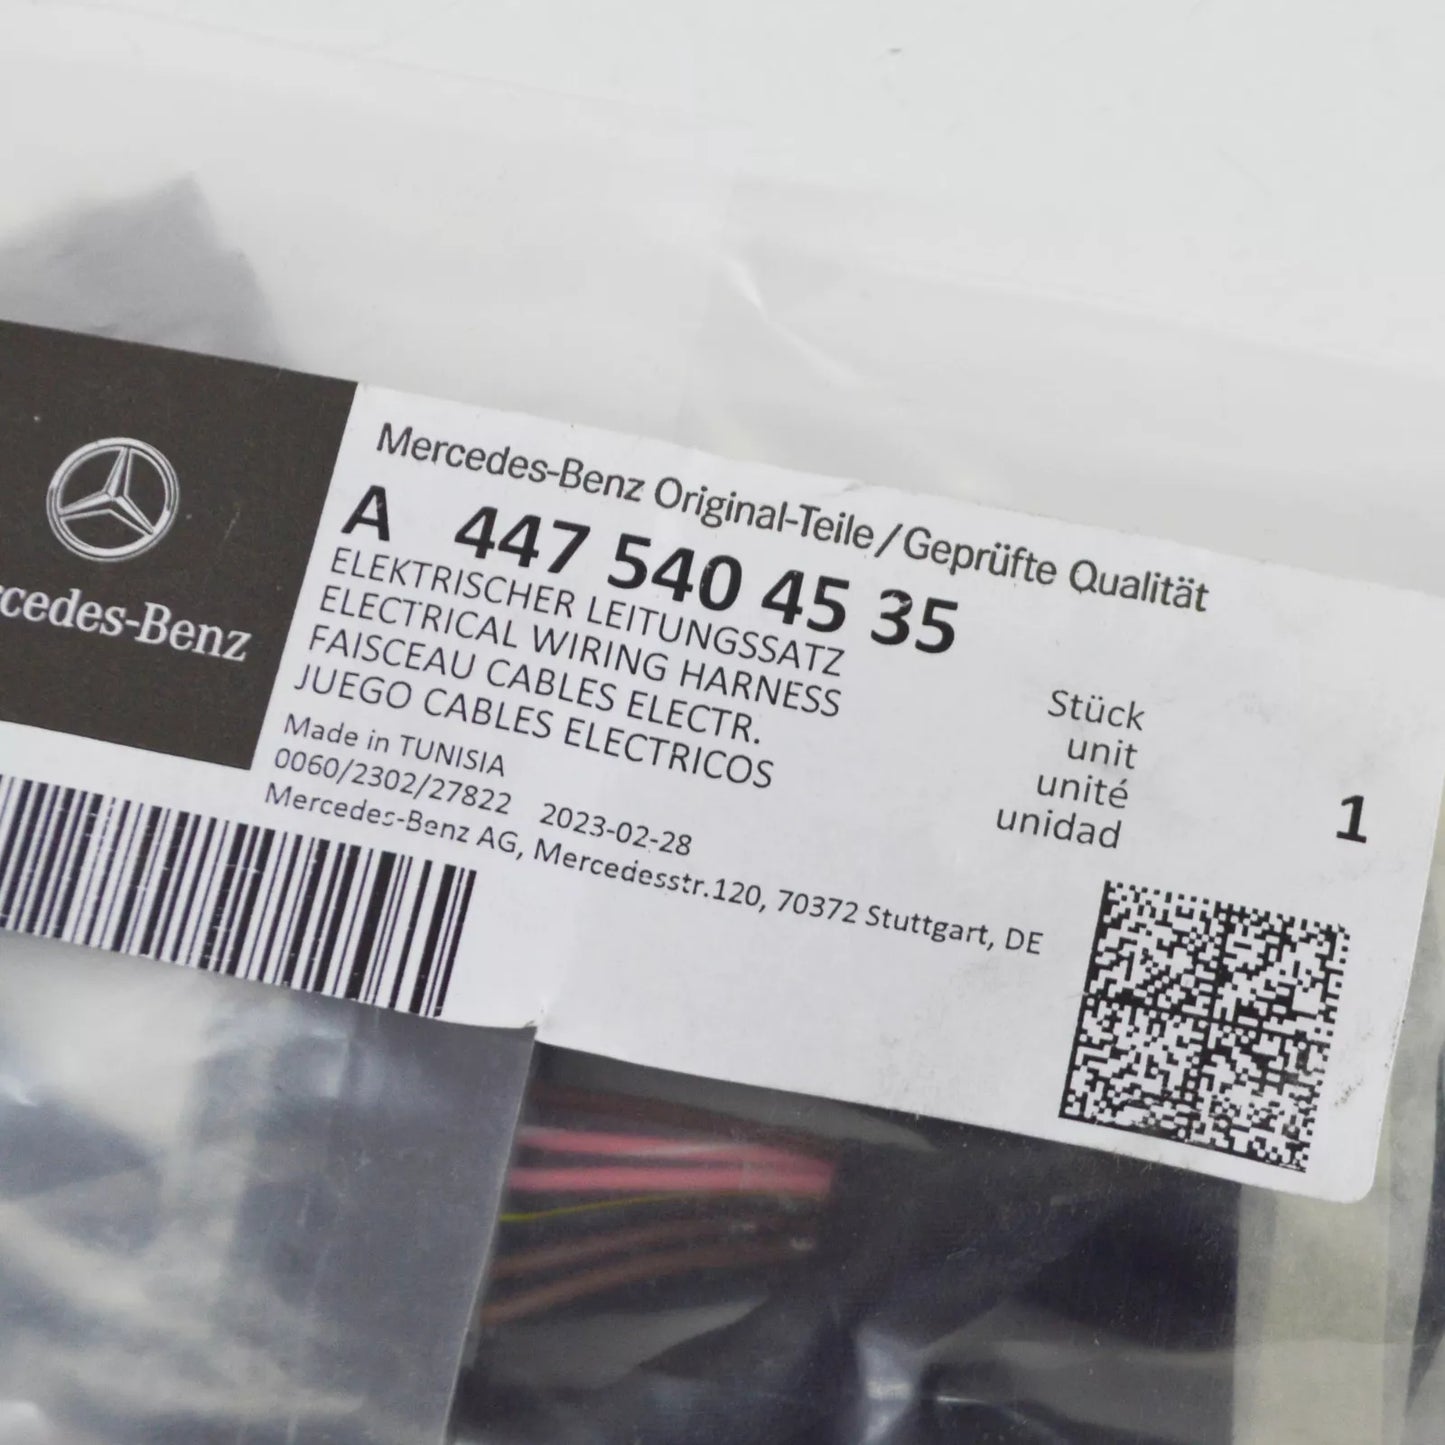 cedes-Benz
Mercedes-Benz Original-Teile/Geprüfte Qualität
A 447 540 45 35
ELEKTRISCHER LEITUNGSSATZ
ELECTRICAL WIRING HARNESS
FAISCEAU CABLES ELECTR.
JUEGO CABLES ELECTRICOS
Made in TUNISIA
0060/2302/27822 2023-02-28
Mercedes-Benz AG, Mercedesstr.120, 70372 Stuttgart, DE
Stück
unit
unité
unidad
1